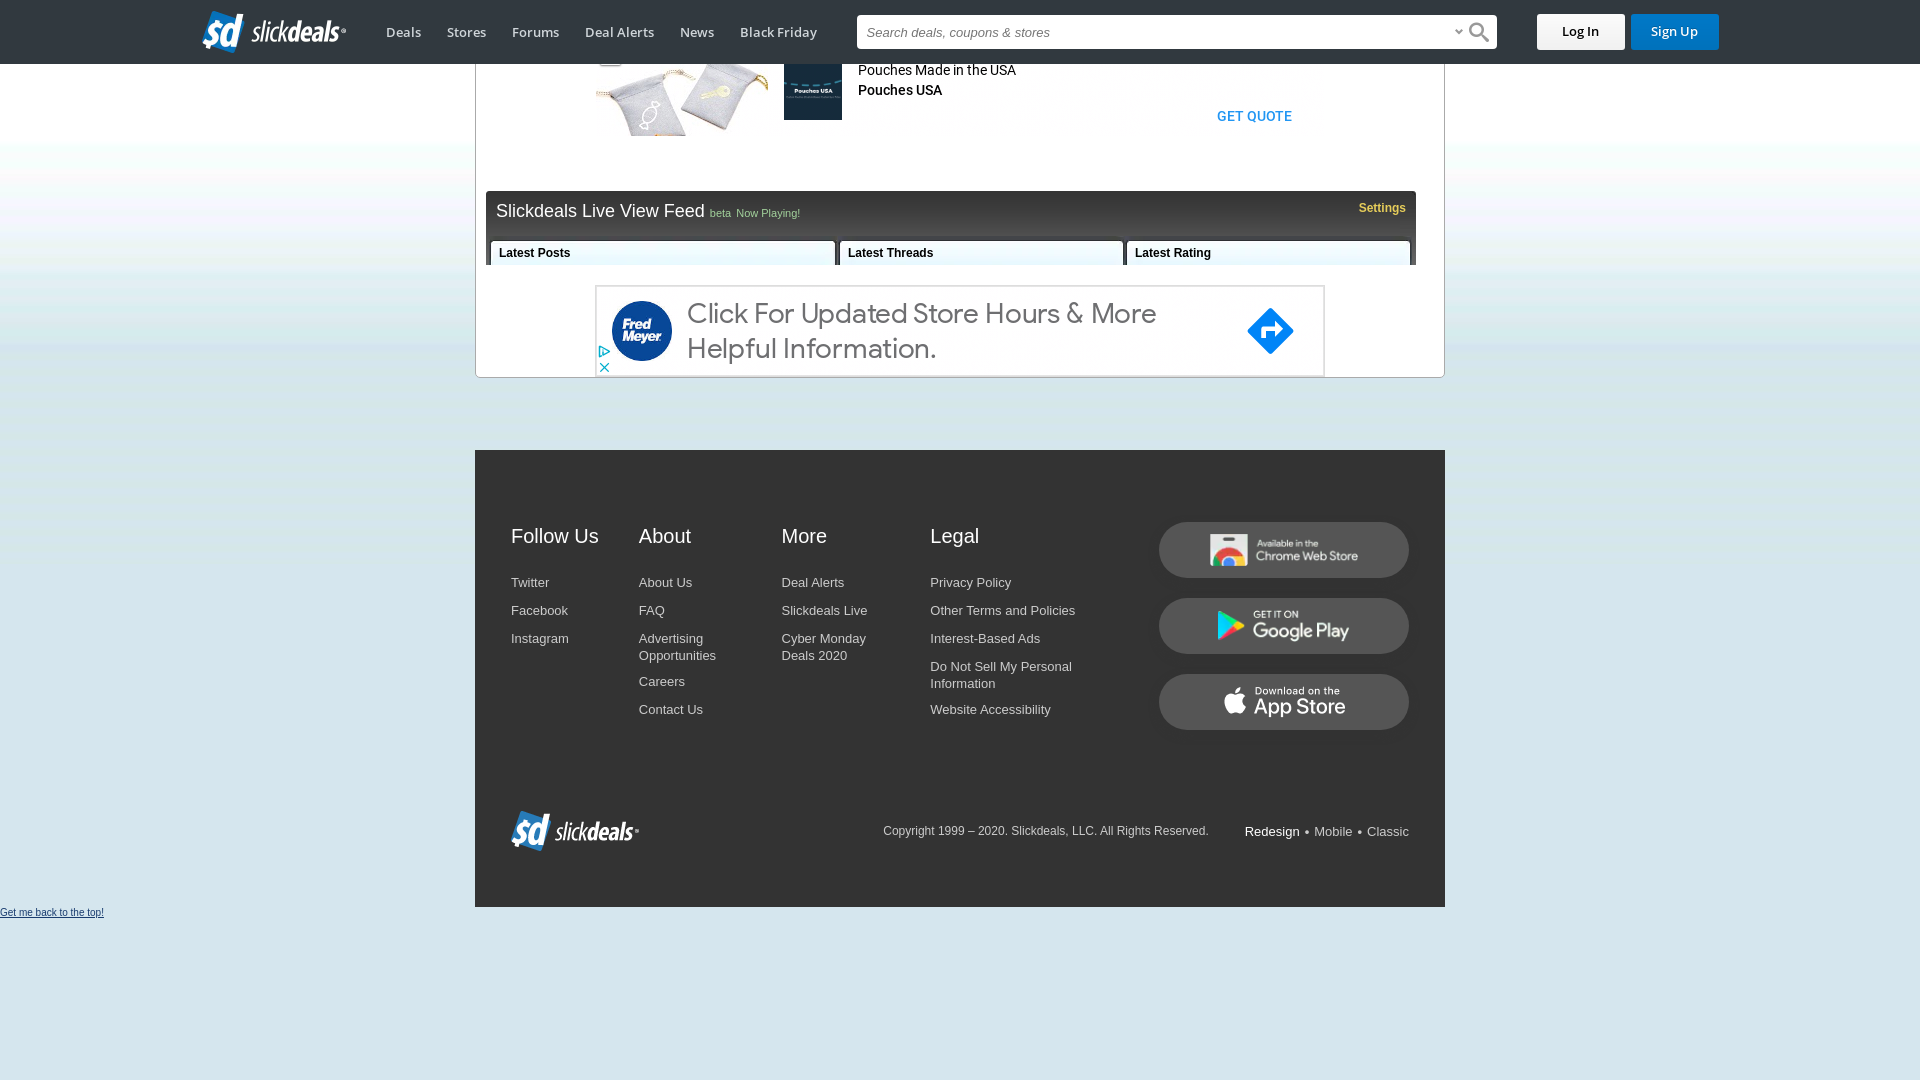 slickdeals
Deals
Stores
Forums
Deal Alerts
News
Black Friday
Search deals, coupons & stores
Log In
Sign Up
Pouches Made in the USA
Pouches USA
Pouches USA
GET QUOTE
Slickdeals Live View Feed beta Now Playing!
Settings
Latest Posts
Latest Threads
Latest Rating
Fred
Meyer
Click For Updated Store Hours & More
Helpful Information.
Follow Us
Twitter
Facebook
Instagram
About
About Us
FAQ
Advertising
Opportunities
Careers
Contact Us
More
Deal Alerts
Slickdeals Live
Cyber Monday
Deals 2020
Legal
Privacy Policy
Other Terms and Policies
Interest-Based Ads
Do Not Sell My Personal
Information
Website Accessibility
Available in the
Chrome Web Store
GET IT ON
Google Play
Download on the
App Store
slickdeals
Copyright 1999 – 2020. Slickdeals, LLC. All Rights Reserved.
Redesign • Mobile • Classic
Get me back to the top!